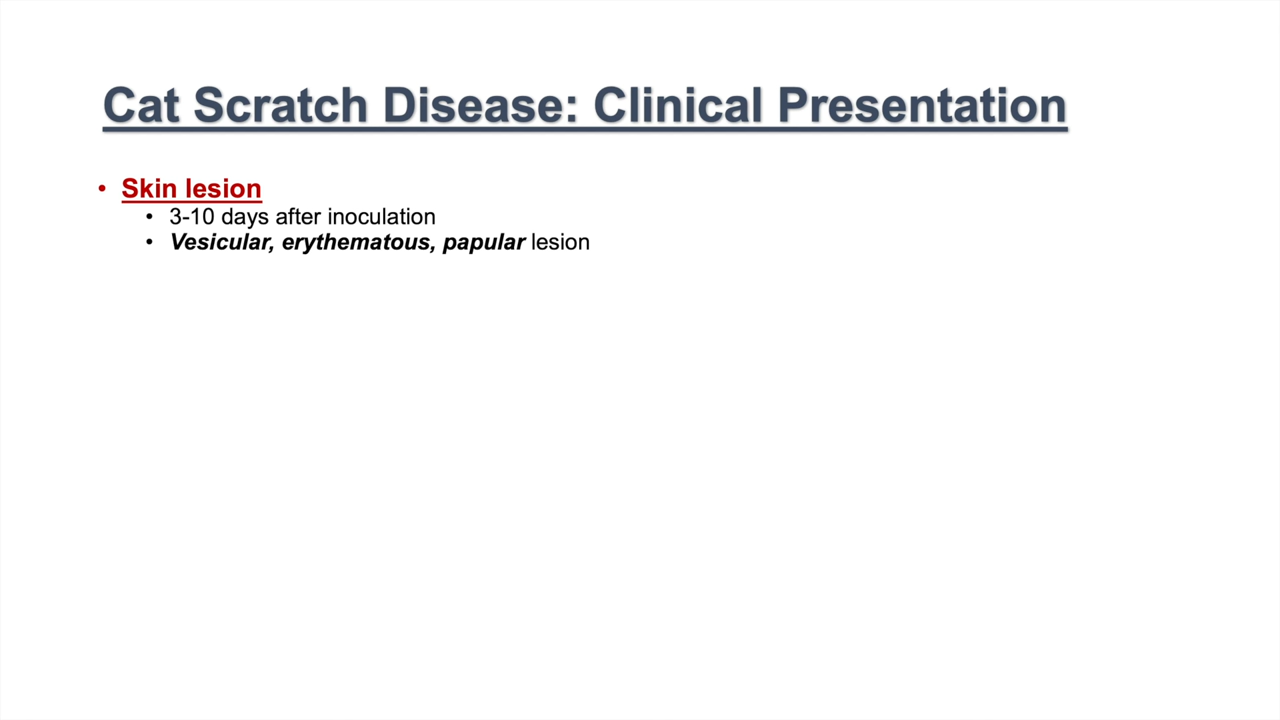 Cat Scratch Disease: Clinical Presentation
• Skin lesion
• 3-10 days after inoculation
• Vesicular, erythematous, papular lesion